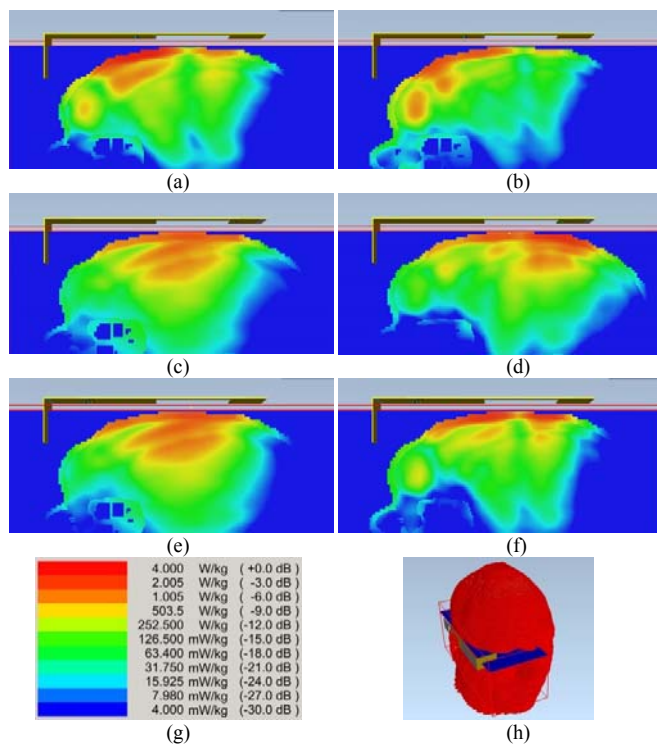 (a) (b)
(c) (d)
(e) (f)
4.000 W/kg ( +0.0 dB )
2.005 W/kg ( -3.0 dB )
1.005 W/kg ( -6.0 dB )
503.5 W/kg ( -9.0 dB )
252.500 W/kg (-12.0 dB )
126.500 mW/kg (-15.0 dB )
63.400 mW/kg (-18.0 dB )
31.750 mW/kg (-21.0 dB )
15.925 mW/kg (-24.0 dB )
7.980 mW/kg (-27.0 dB )
4.000 mW/kg (-30.0 dB )
(g) (h)